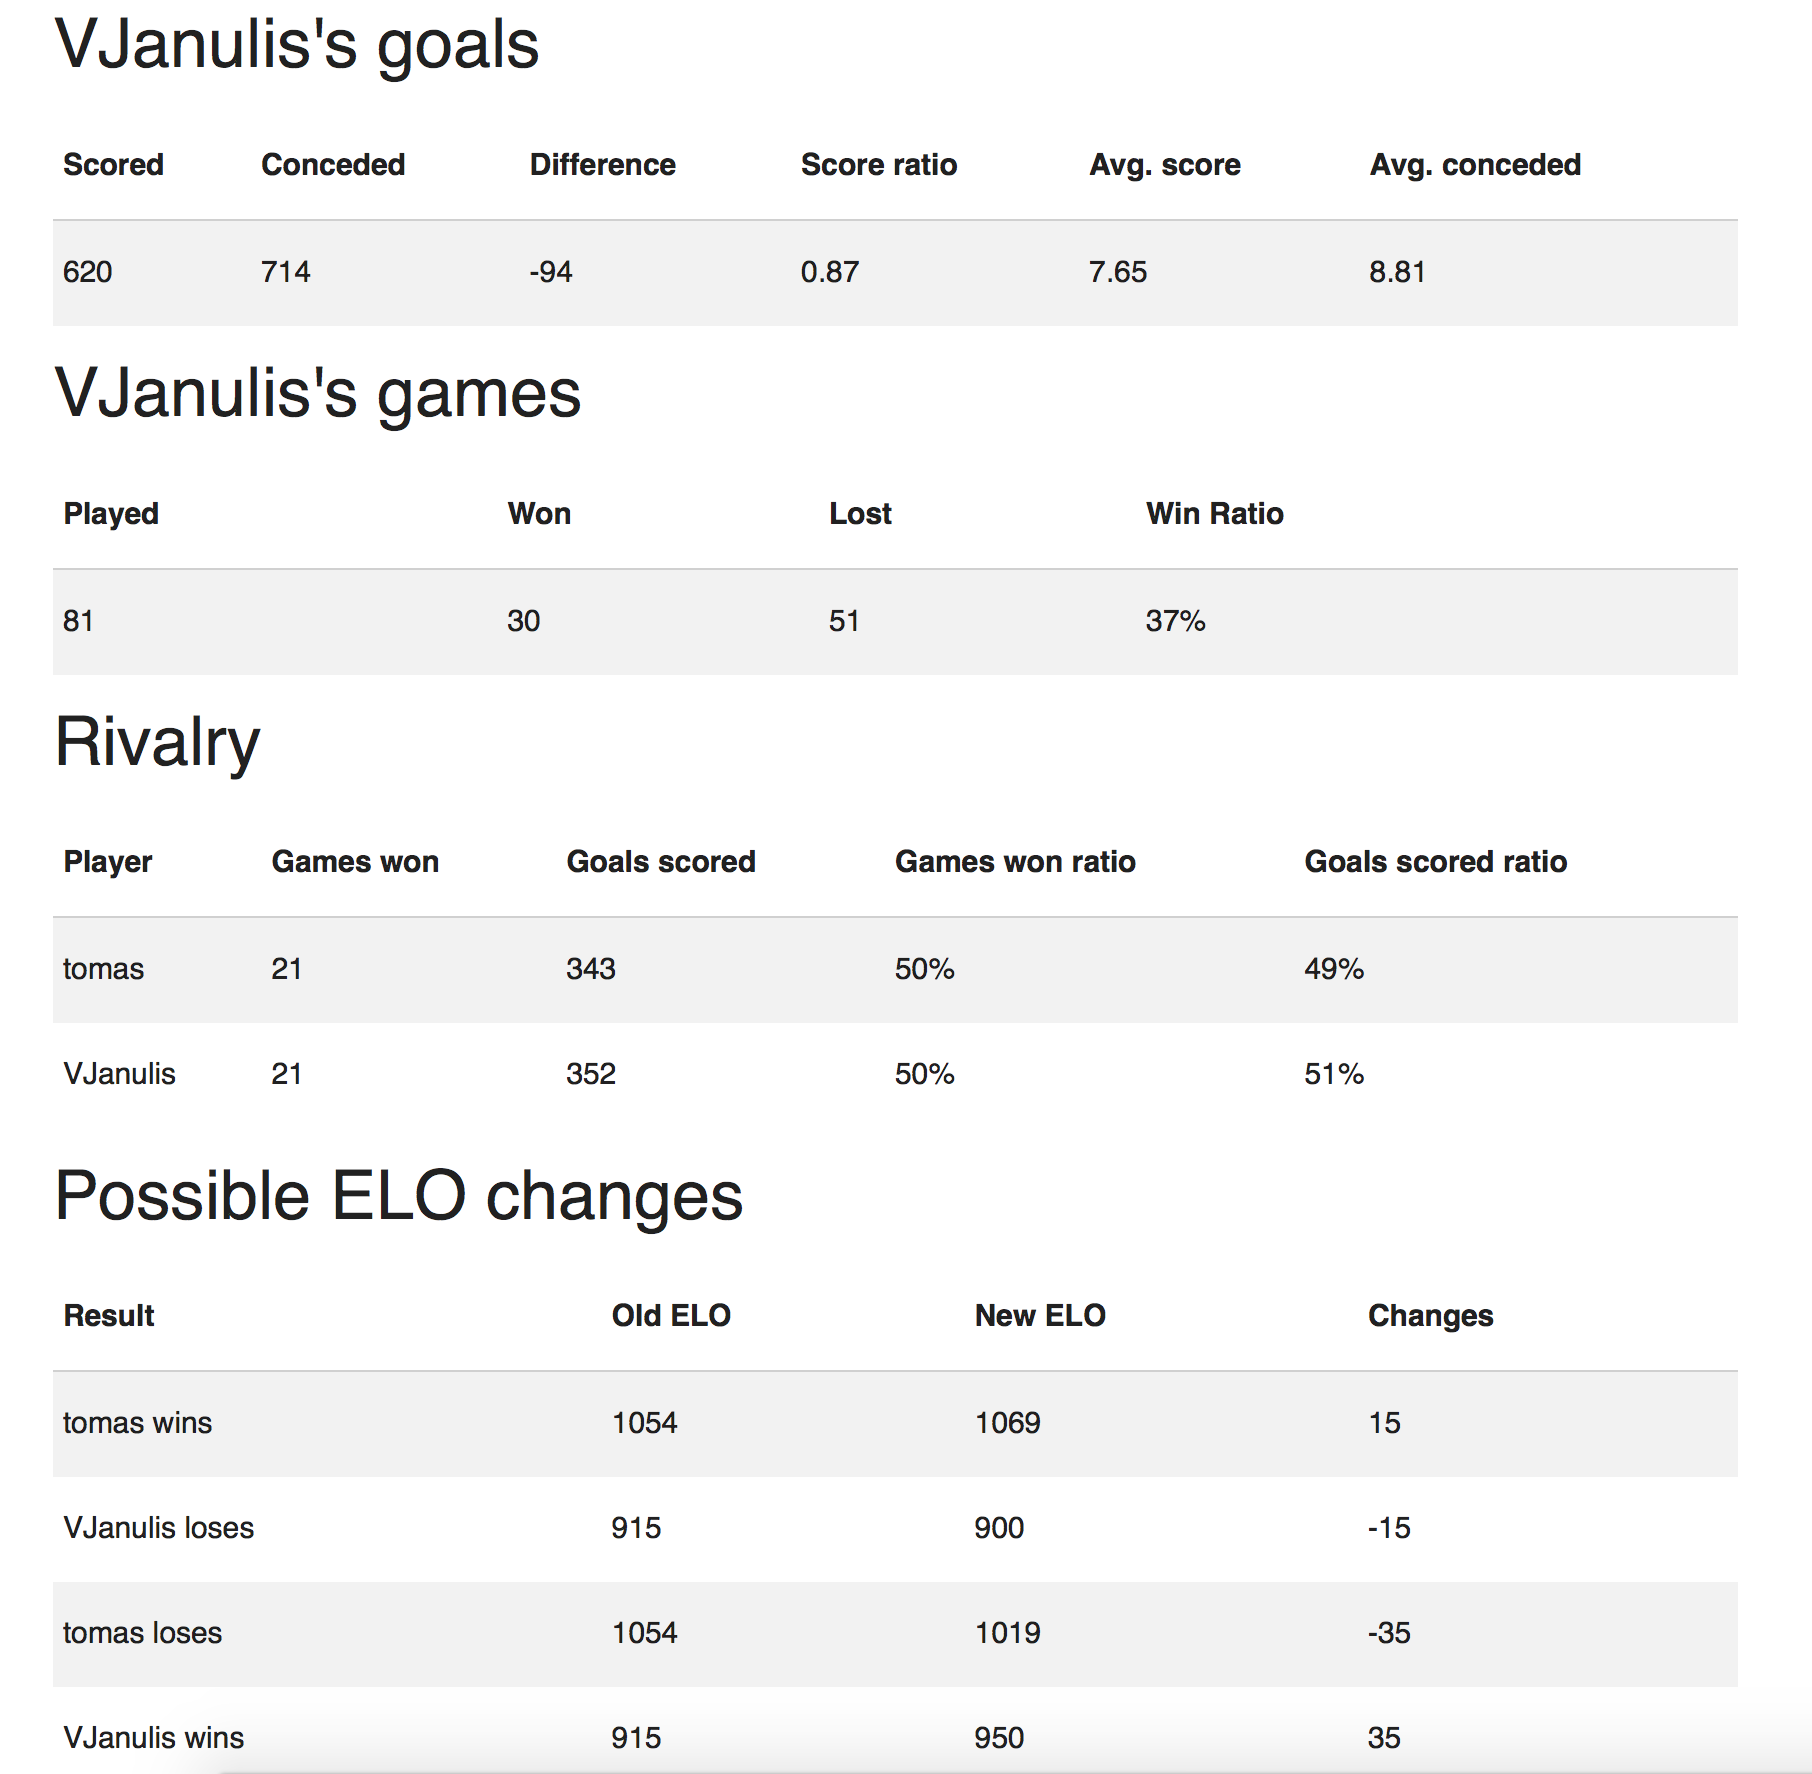 VJanulis's goals
Scored Conceded Difference Score ratio Avg. score Avg. conceded
620 714 -94 0.87 7.65 8.81
VJanulis's games
Played Won Lost Win Ratio
81 30 51 37%
Rivalry
Player Games won Goals scored Games won ratio Goals scored ratio
tomas 21 343 50% 49%
VJanulis 21 352 50% 51%
Possible ELO changes
Result Old ELO New ELO Changes
tomas wins 1054 1069 15
VJanulis loses 915 900 -15
tomas loses 1054 1019 -35
VJanulis wins 915 950 35